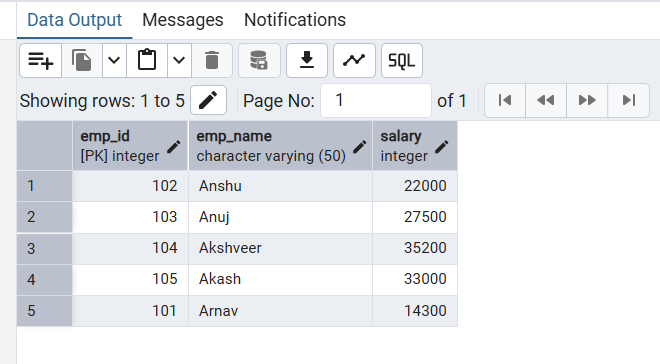 Data Output Messages Notifications
SQL
Showing rows: 1 to 5 Page No: 1 of 1
emp_id emp_name salary
[PK] integer character varying (50) integer
1 102 Anshu 22000
2 103 Anuj 27500
3 104 Akshveer 35200
4 105 Akash 33000
5 101 Arnav 14300